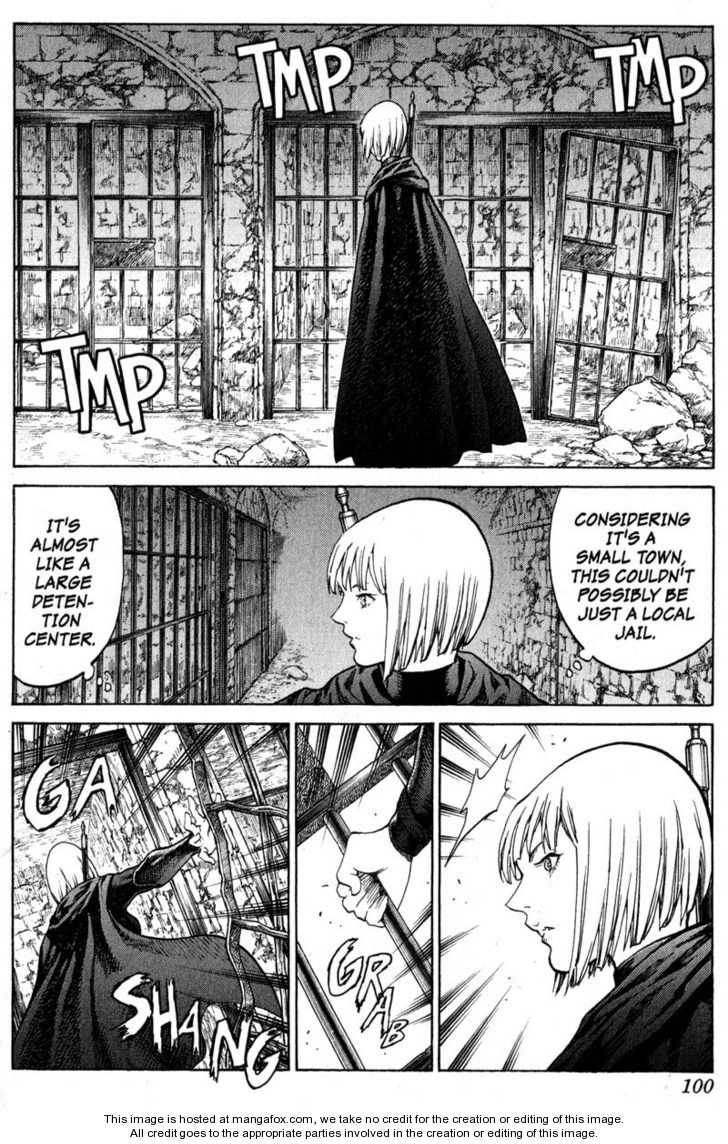 TMP
TMP
TMP
CONSIDERING
IT'S A
SMALL TOWN,
THIS COULDN'T
POSSIBLY BE
JUST A LOCAL
JAIL.
IT'S
ALMOST
LIKE A
LARGE
DETEN-
TION
CENTER.
GRAB
GA
SHANG
100
This image is hosted at mangafox.com, we take no credit for the creation or editing of this image.
All credit goes to the appropriate parties involved in the creation or editing of this image.